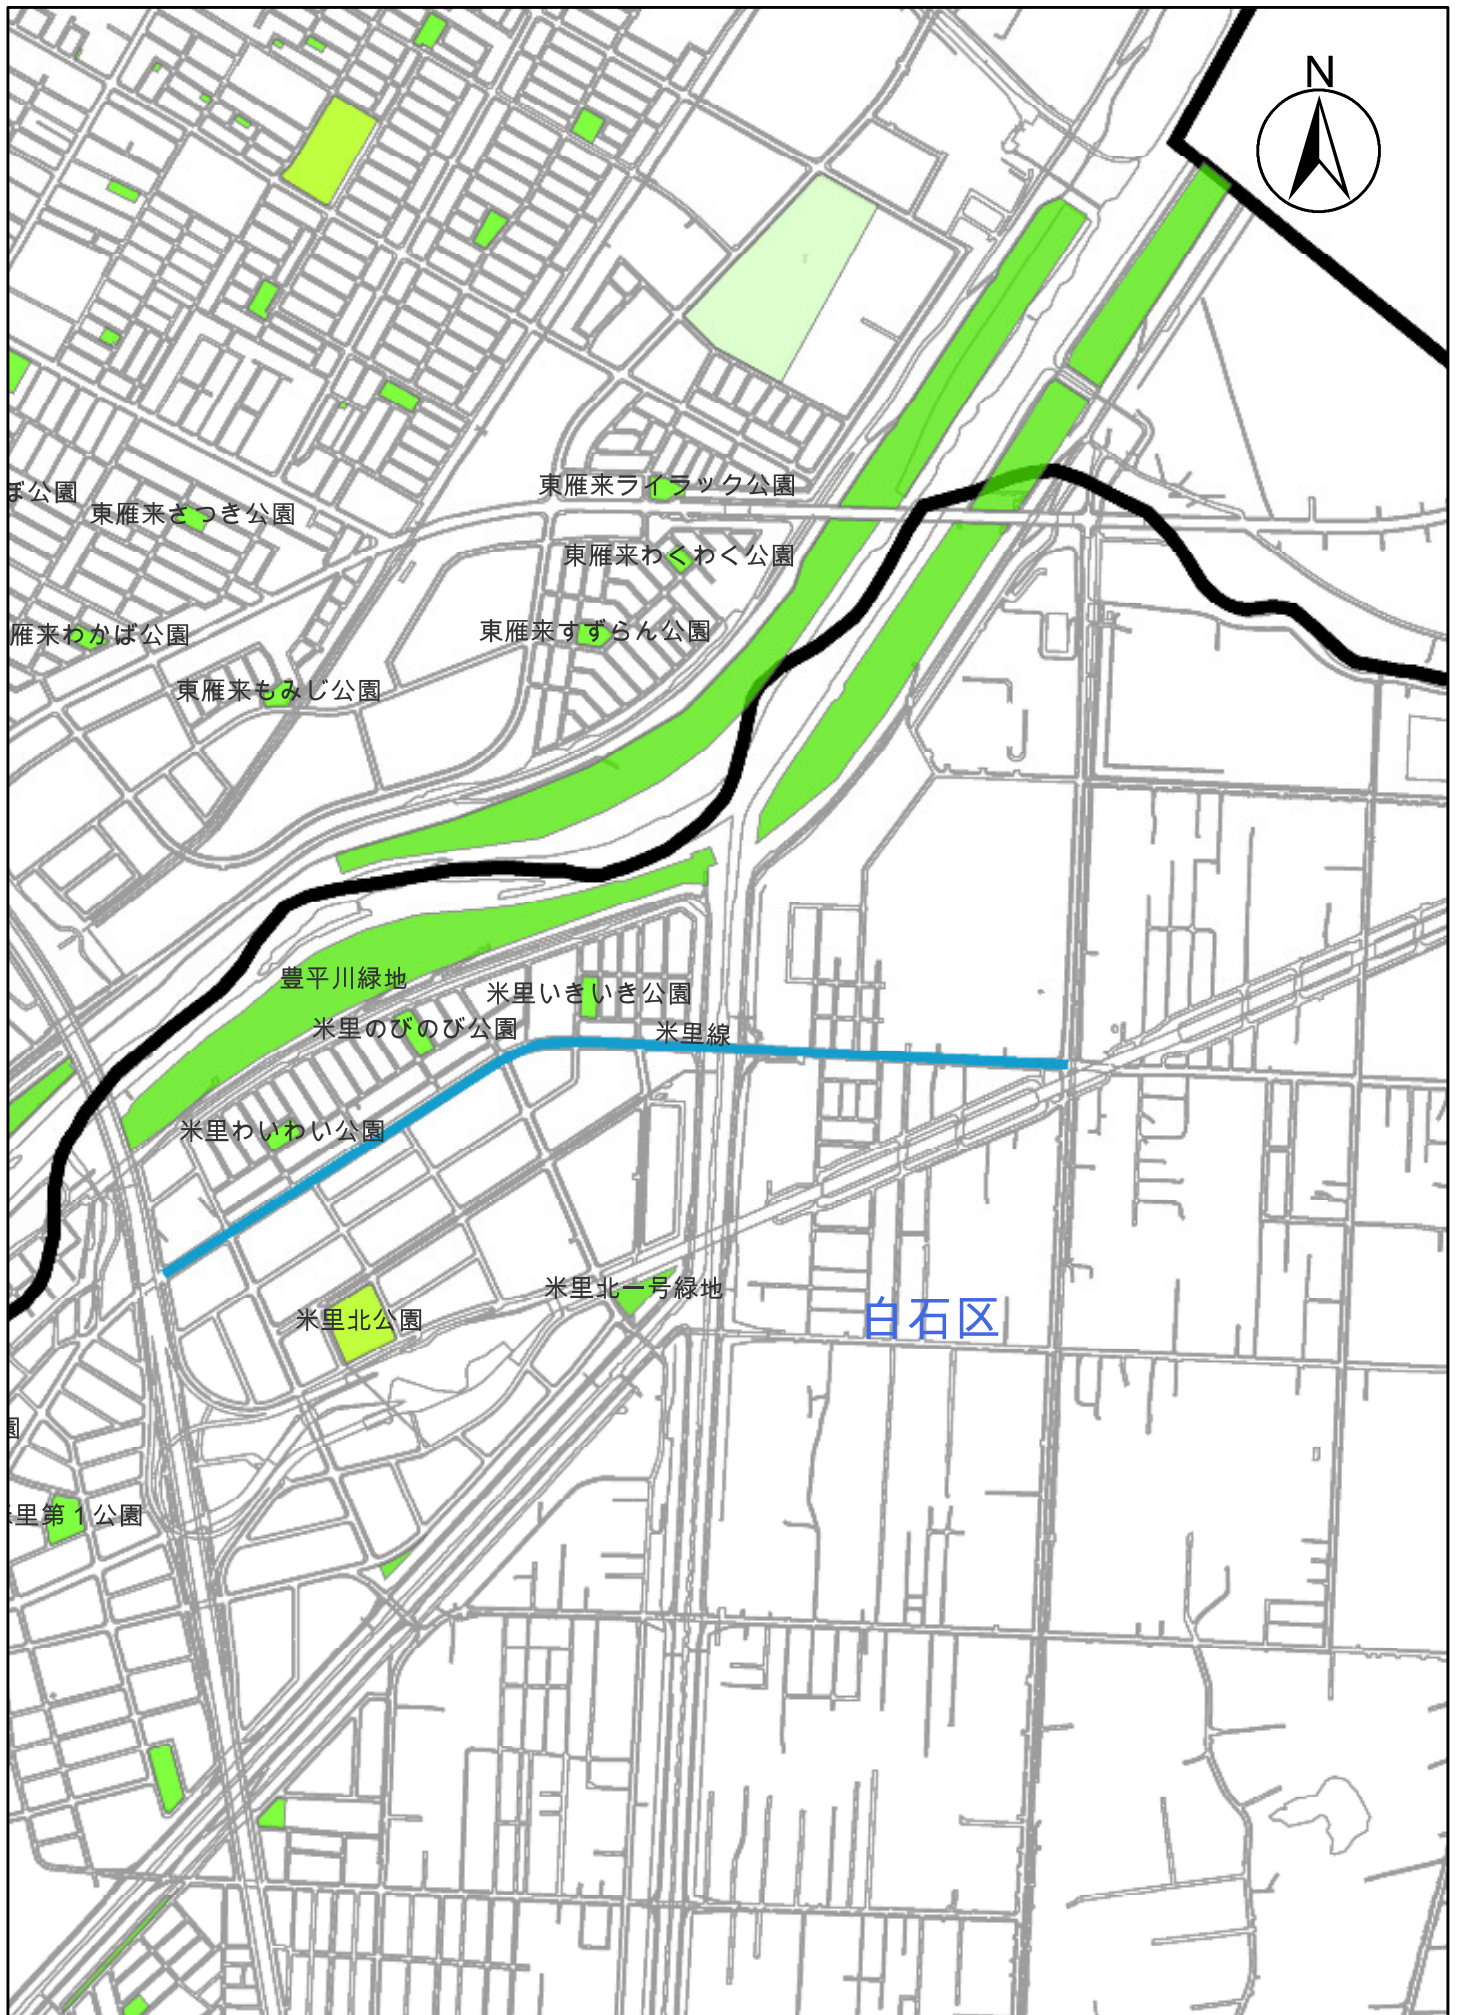 N
東雁来ライラック公園
ぽ公園
東雁来さつき公園
東雁来わくわく公園
東雁来すずらん公園
雁来わかば公園
東雁来もみじ公園
豊平川緑地
米里いきいき公園
米里のびのび公園
米里線
米里わいわい公園
米里北一号緑地
米里北公園
白石区
園
米里第1公園